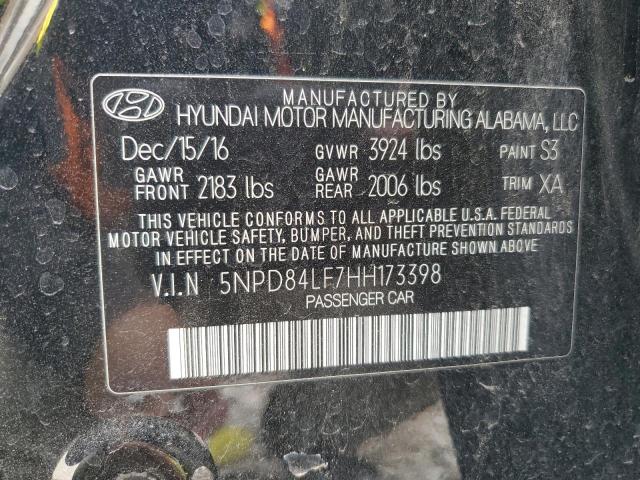 MANUFACTURED BY
HYUNDAI MOTOR MANUFACTURING ALABAMA, LLC
Dec/15/16 GVWR 3924 lbs PAINT S3
GAWR FRONT 2183 lbs GAWR REAR 2006 lbs TRIM XA
THIS VEHICLE CONFORMS TO ALL APPLICABLE U.S.A. FEDERAL
MOTOR VEHICLE SAFETY, BUMPER, AND THEFT PREVENTION STANDARDS
IN EFFECT ON THE DATE OF MANUFACTURE SHOWN ABOVE.
V.I.N 5NPD84LF7HH173398
PASSENGER CAR